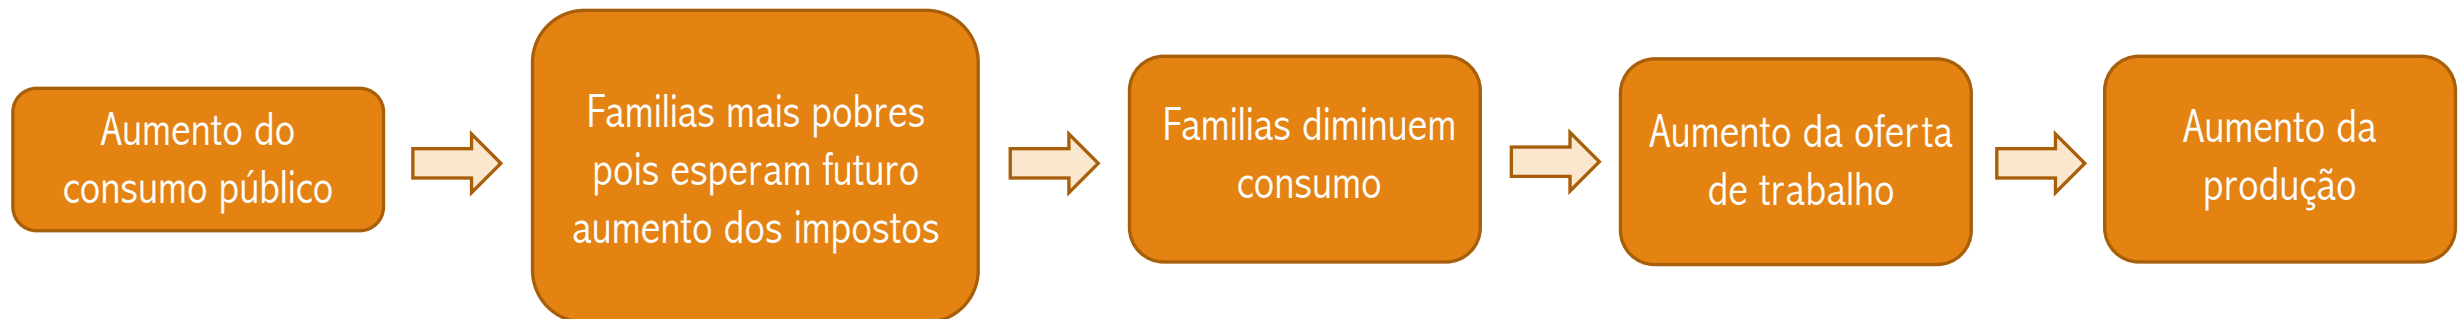 Aumento do
consumo público
Familias mais pobres
pois esperam futuro
aumento dos impostos
Familias diminuem
consumo
Aumento da oferta
de trabalho
Aumento da
produção